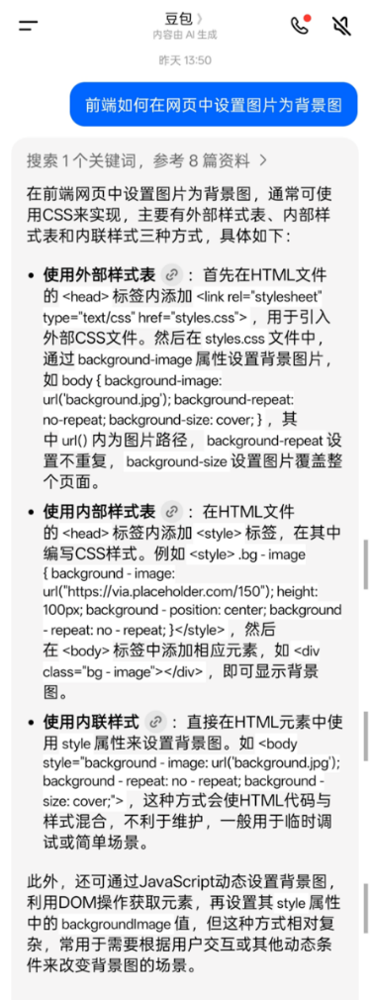 豆包 》
内容由 AI 生成
昨天 13:50
前端如何在网页中设置图片为背景图
搜索 1 个关键词，参考 8 篇资料 >
在前端网页中设置图片为背景图，通常可使
用CSS来实现，主要有外部样式表、内部样
式表和内联样式三种方式，具体如下：
• 使用外部样式表 ：首先在HTML文件
的 <head> 标签内添加 <link rel="stylesheet"
type="text/css" href="styles.css"> ，用于引入
外部CSS文件。然后在 styles.css 文件中，
通过 background-image 属性设置背景图片，
如 body { background-image:
url('background.jpg'); background-repeat:
no-repeat; background-size: cover; } ，其
中 url() 内为图片路径， background-repeat 设
置不重复， background-size 设置图片覆盖整
个页面。
• 使用内部样式表 ：在HTML文件
的 <head> 标签内添加 <style> 标签，在其中
编写CSS样式。例如 <style> .bg - image
{ background - image:
url("https://via.placeholder.com/150"); height:
100px; background - position: center; background
- repeat: no - repeat; }</style> ，然后
在 <body> 标签中添加相应元素，如 <div
class="bg - image"></div> ，即可显示背景
图。
• 使用内联样式 ：直接在HTML元素中使
用 style 属性来设置背景图。如 <body
style="background - image: url('background.jpg');
background - repeat: no - repeat; background -
size: cover;"> ，这种方式会使HTML代码与
样式混合，不利于维护，一般用于临时调
试或简单场景。
此外，还可通过JavaScript动态设置背景图，
利用DOM操作获取元素，再设置其 style 属性
中的 backgroundImage 值，但这种方式相对复
杂，常用于需要根据用户交互或其他动态条
件来改变背景图的场景。